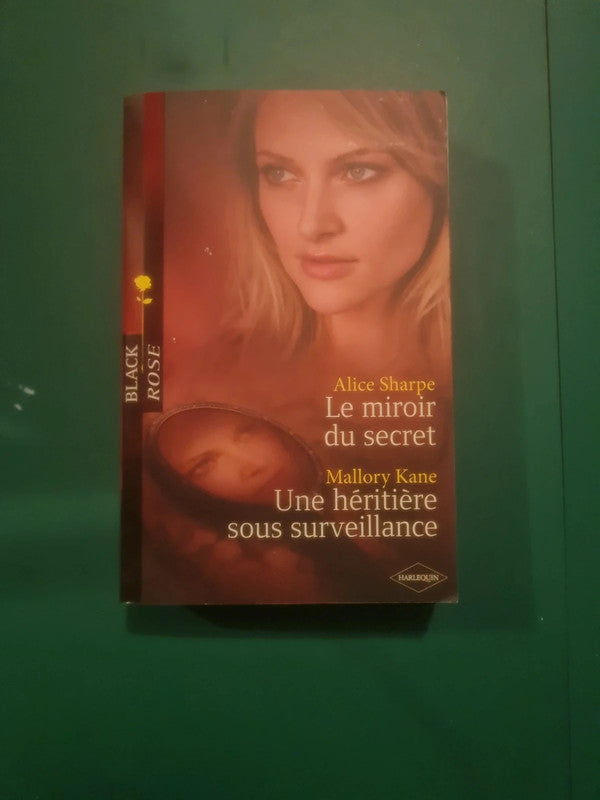 BLACK
ROSE
Alice Sharpe
Le miroir
du secret
Mallory Kane
Une héritière
sous surveillance
HARLEQUIN